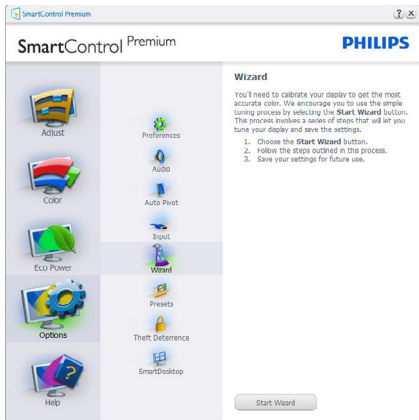 SmartControl Premium
? X
SmartControl Premium
PHILIPS
Adjust
Color
Eco Power
Options
Help
Preferences
Audio
Auto Pivot
Input
Wizard
Presets
Theft Deterrence
SmartDesktop
Wizard
You'll need to calibrate your display to get the most
accurate color. We encourage you to use the simple
tuning process by selecting the Start Wizard button.
This process involves a series of steps that will let you
tune your display and save the settings.
1. Choose the Start Wizard button.
2. Follow the steps outlined in this process.
3. Save your settings for future use.
Start Wizard